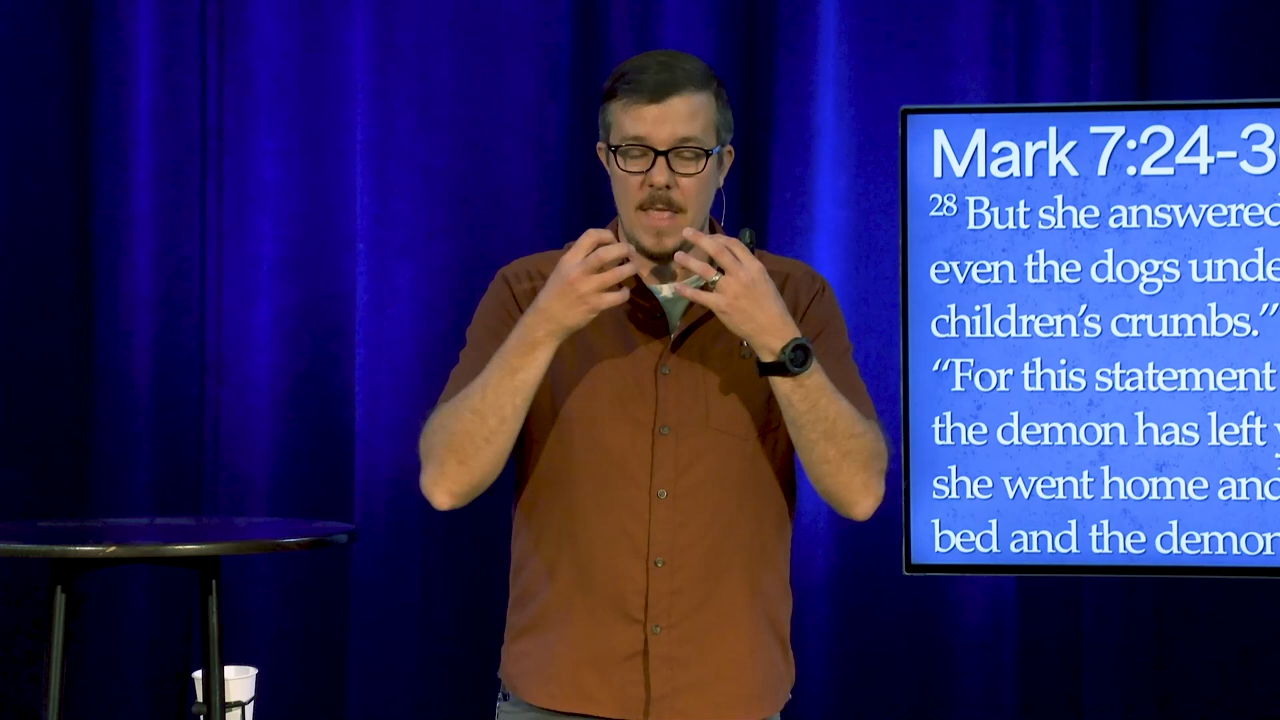 Mark 7:24-3
28 But she answered
even the dogs unde
children's crumbs.”
“For this statement
the demon has left
she went home and
bed and the demon